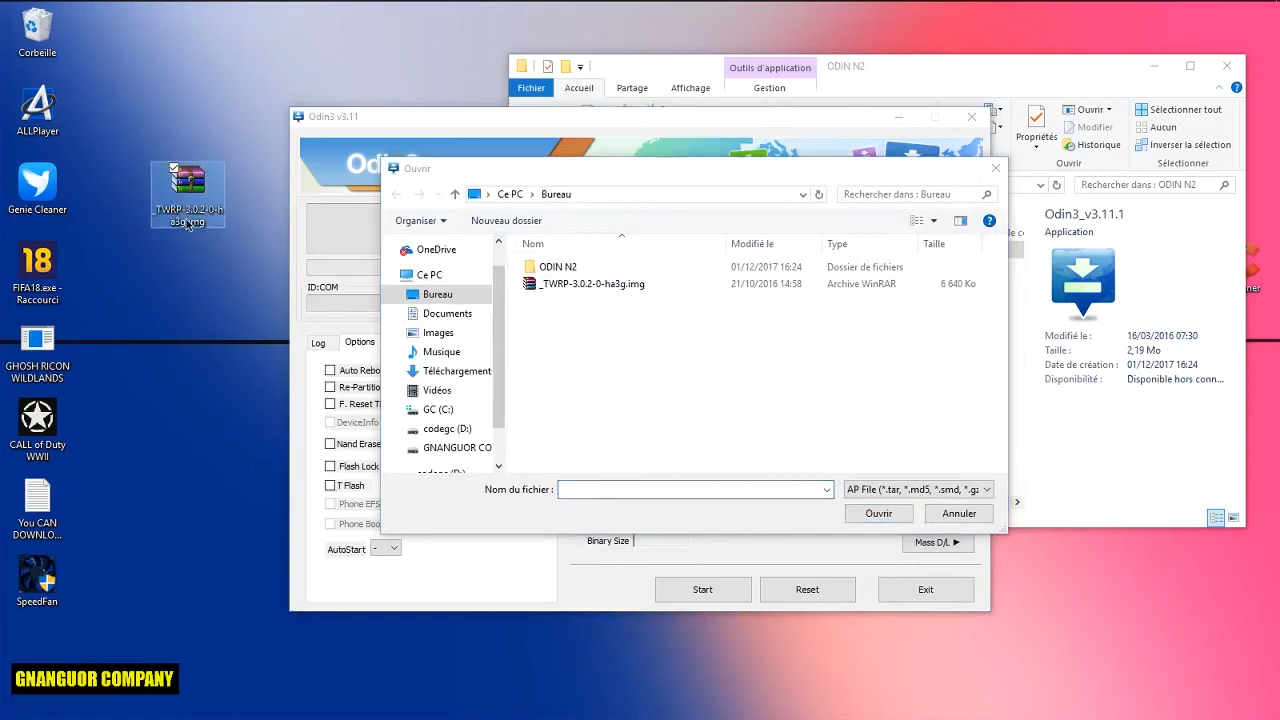 Corbeille
ALLPlayer
Genie Cleaner
FIFA18.exe -
Raccourci
GHOSH RICON
WILDLANDS
CALL of Duty
WWII
You CAN
DOWNLO...
SpeedFan
GNANGUOR COMPANY
_TWRP-3.0.2-0-h
a3g.img
Outils d'application
ODIN N2
Fichier
Accueil
Partage
Affichage
Gestion
Propriétés
Ouvrir
Modifier
Historique
Ouvrir
Sélectionner tout
Aucun
Inverser la sélection
Sélectionner
Rechercher dans : ODIN N2
Odin3_v3.11.1
Application
Modifié le : 16/03/2016 07:30
Taille : 2,19 Mo
Date de création : 01/12/2017 16:24
Disponibilité : Disponible hors conn...
Odin3 v3.11
ID:COM
Log
Options
Auto Rebo
Re-Partitio
F. Reset T
DeviceInfo
Nand Erase
Flash Lock
T Flash
Phone EFS
Phone Boo
AutoStart
-
Binary Size
Mass D/L
Start
Reset
Exit
Ouvrir
Ce PC
Bureau
Rechercher dans : Bureau
Organiser
Nouveau dossier
OneDrive
Ce PC
Bureau
Documents
Images
Musique
Téléchargement
Vidéos
GC (C:)
codegc (D:)
GNANGUOR CO
Nom Modifié le Type Taille
ODIN N2 01/12/2017 16:24 Dossier de fichiers
_TWRP-3.0.2-0-ha3g.img 21/10/2016 14:58 Archive WinRAR 6 640 Ko
Nom du fichier :
AP File (*.tar, *.md5, *.smd, *.gz
Ouvrir
Annuler